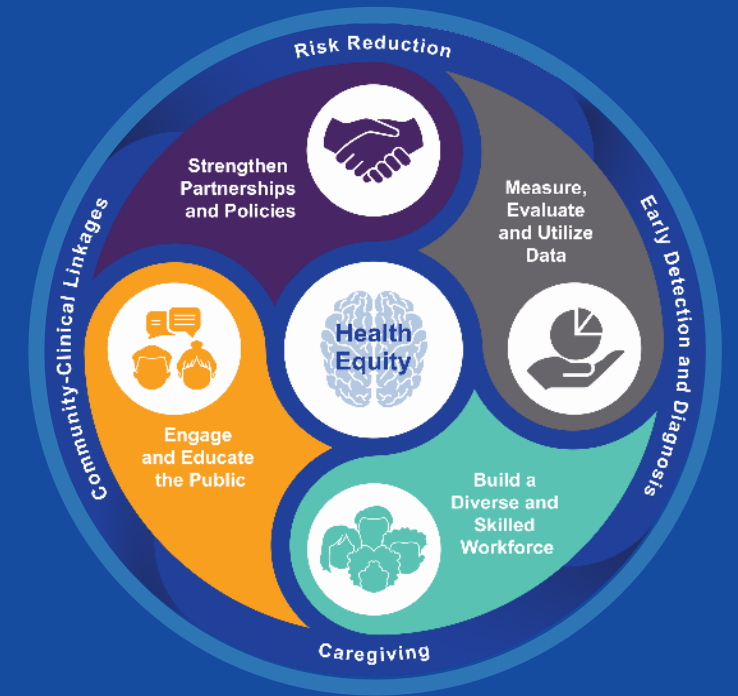 Risk Reduction
Strengthen
Partnerships
and Policies
Measure,
Evaluate
and Utilize
Data
Early Detection and Diagnosis
Community-Clinical Linkages
Health
Equity
Engage
and Educate
the Public
Build a
Diverse and
Skilled
Workforce
Caregiving